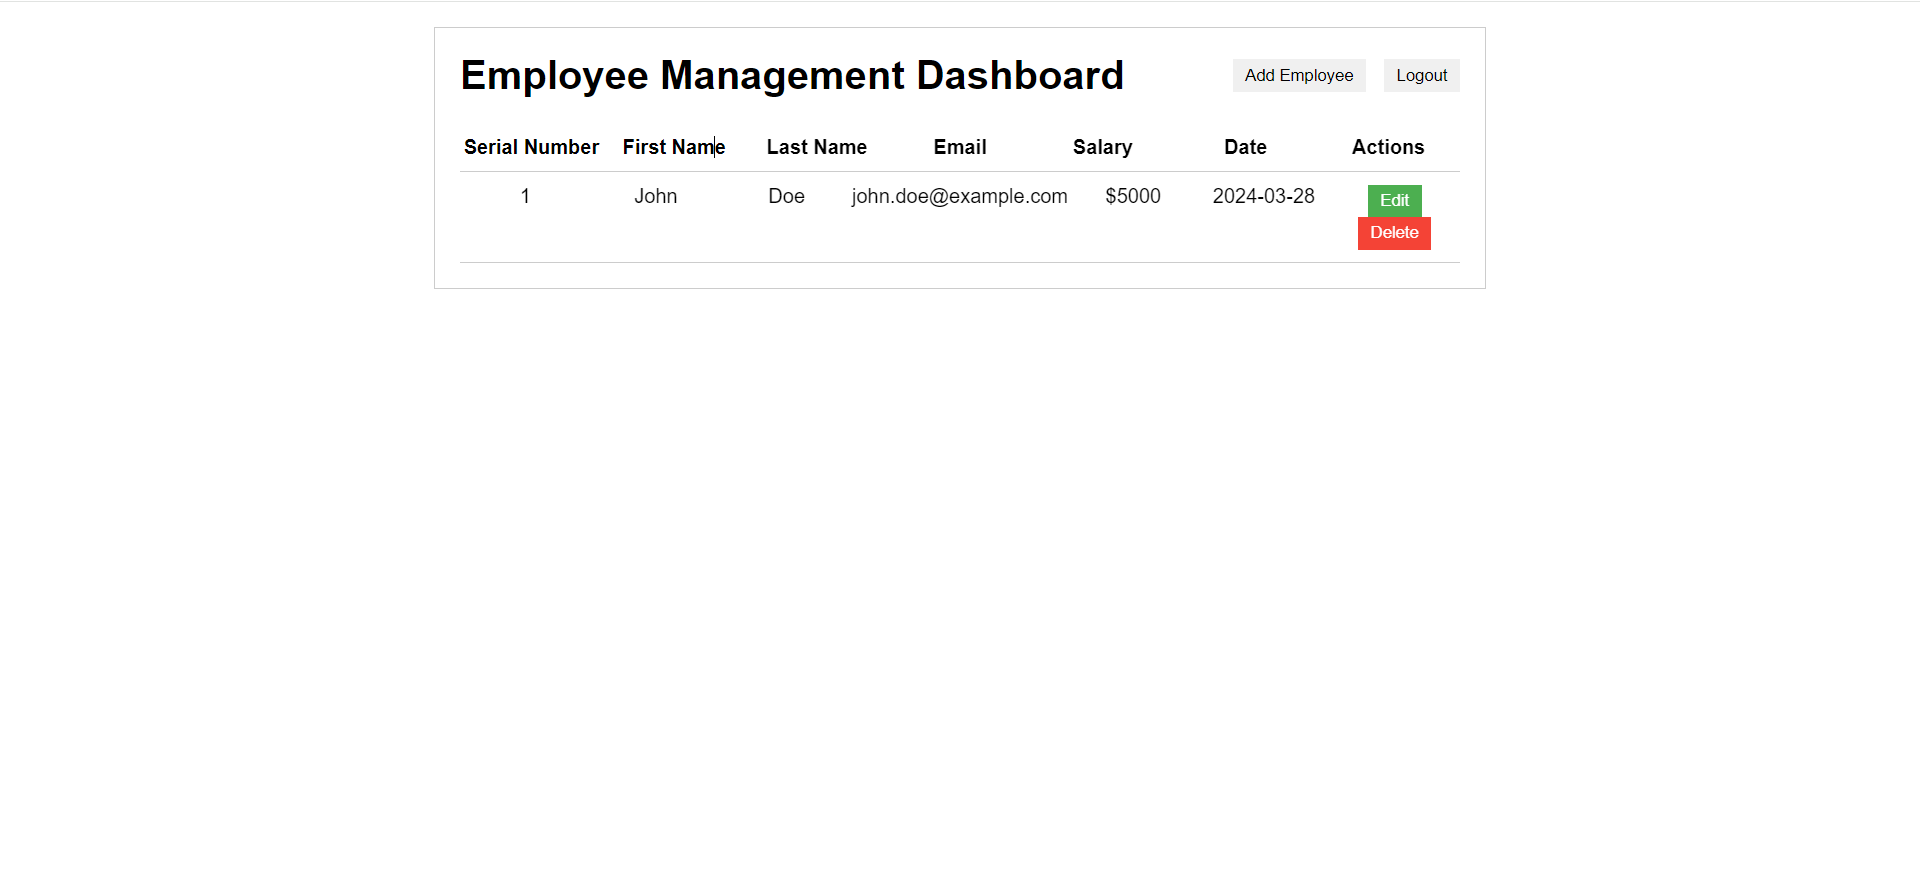 Employee Management Dashboard Add Employee Logout
Serial Number First Name Last Name Email Salary Date Actions
1 John Doe john.doe@example.com $5000 2024-03-28 Edit
Delete